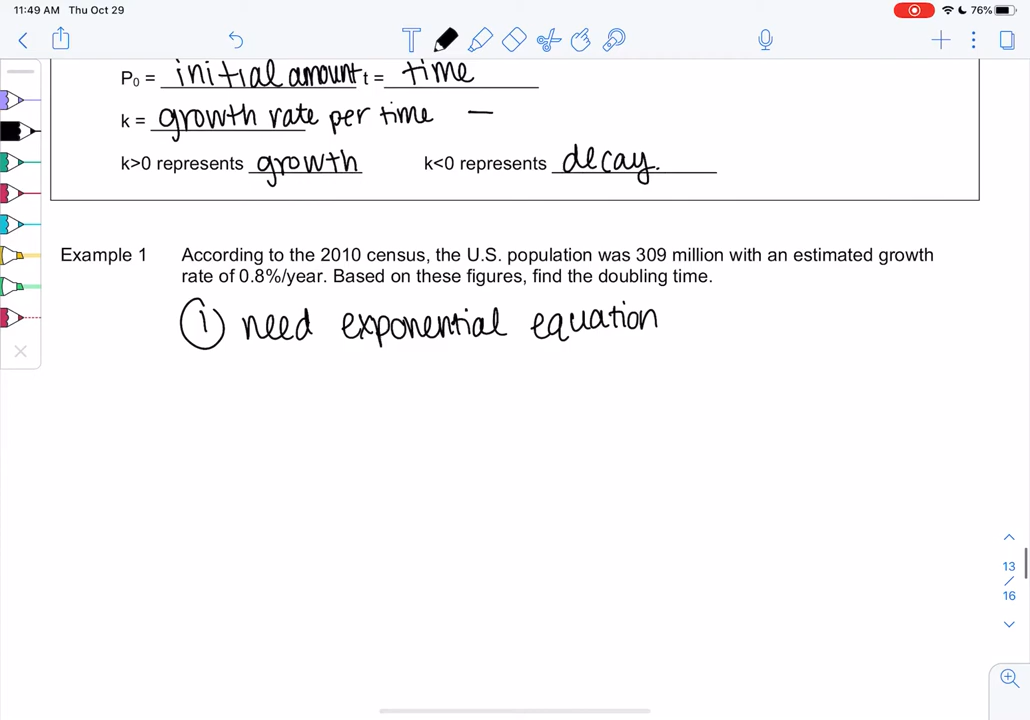 11:49 AM Thu Oct 29 76%
P₀ = initial amount t = time
k = growth rate per time —
k>0 represents growth k<0 represents decay.
Example 1 According to the 2010 census, the U.S. population was 309 million with an estimated growth
rate of 0.8%/year. Based on these figures, find the doubling time.
① need exponential equation
13
/
16